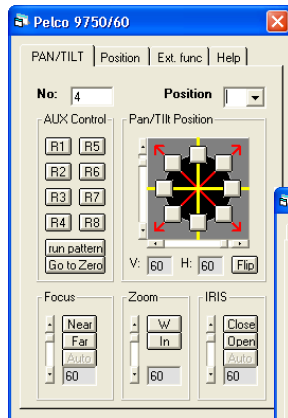 Pelco 9750/60
PAN/TILT Position Ext. func Help
No: 4 Position
AUX Control Pan/TIlt Position
R1 R5
R2 R6
R3 R7
R4 R8
run pattern
Go to Zero
V: 60 H: 60 Flip
Focus Zoom IRIS
Near W Close
Far In Open
Auto Auto
60 60 60